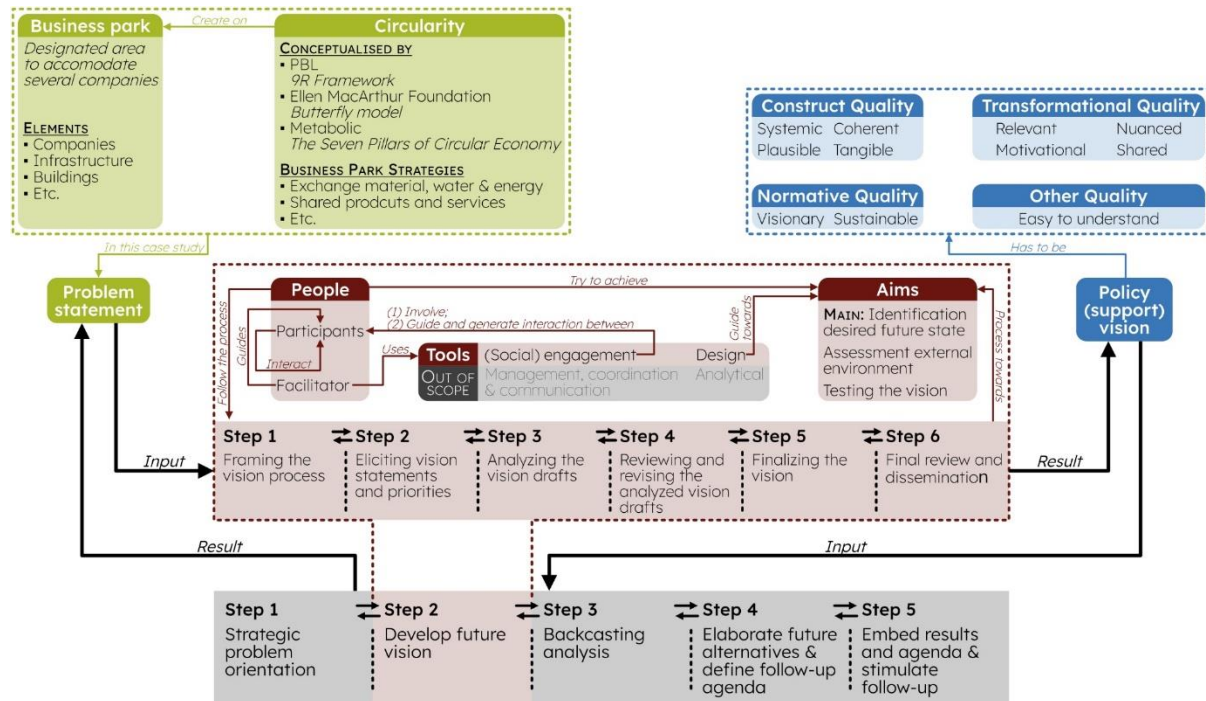 Business park
Designated area
to accomodate
several companies
ELEMENTS
▪ Companies
▪ Infrastructure
▪ Buildings
▪ Etc.
Create on
Circularity
CONCEPTUALISED BY
▪ PBL
9R Framework
▪ Ellen MacArthur Foundation
Butterfly model
▪ Metabolic
The Seven Pillars of Circular Economy
BUSINESS PARK STRATEGIES
▪ Exchange material, water & energy
▪ Shared prodcuts and services
▪ Etc.
Construct Quality
Systemic Coherent
Plausible Tangible
Transformational Quality
Relevant Nuanced
Motivational Shared
Normative Quality
Visionary Sustainable
Other Quality
Easy to understand
In this case study
Has to be
Problem
statement
Policy
(support)
vision
Follow the process
People
Guides
Participants
Interact
Facilitator
Try to achieve
(1) Involve;
(2) Guide and generate interaction between
Uses
Tools
(Social) engagement
Design
OUT OF
SCOPE
Management, coordination
& communication
Analytical
Guide
towards
Aims
MAIN: Identification
desired future state
Assessment external
environment
Testing the vision
Process towards
Input
Step 1
Framing the
vision process
Step 2
Eliciting vision
statements
and priorities
Step 3
Analyzing the
vision drafts
Step 4
Reviewing and
revising the
analyzed vision
drafts
Step 5
Finalizing the
vision
Step 6
Final review and
dissemination
Result
Result
Input
Step 1
Strategic
problem
orientation
Step 2
Develop future
vision
Step 3
Backcasting
analysis
Step 4
Elaborate future
alternatives &
define follow-up
agenda
Step 5
Embed results
and agenda &
stimulate
follow-up